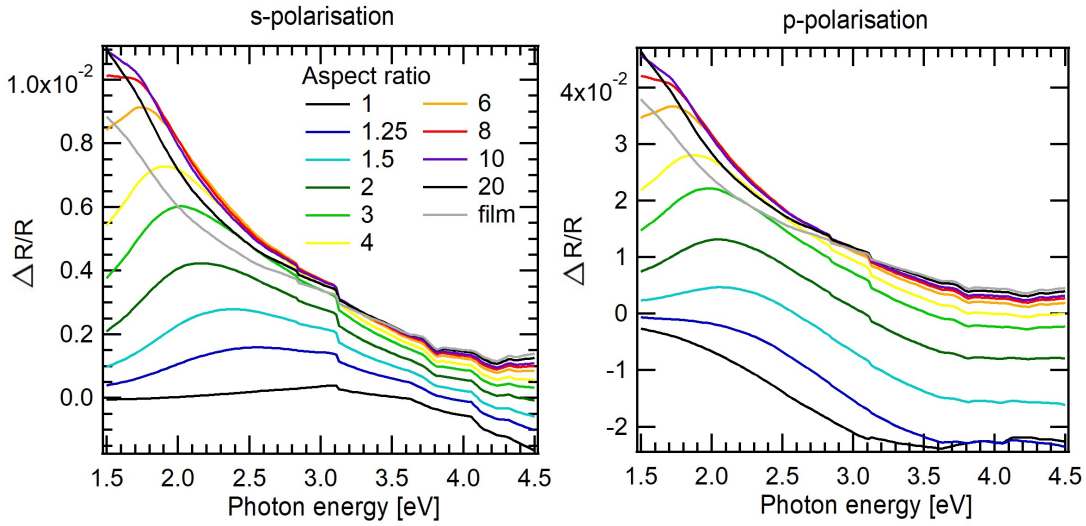 s-polarisation
1.0x10-2
0.8
0.6
0.4
0.2
0.0
△R/R
Aspect ratio
1
1.25
1.5
2
3
4
6
8
10
20
film
1.5 2.0 2.5 3.0 3.5 4.0 4.5
Photon energy [eV]
p-polarisation
4x10-2
3
2
1
0
-1
-2
△R/R
1.5 2.0 2.5 3.0 3.5 4.0 4.5
Photon energy [eV]